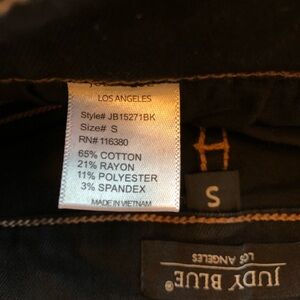 LOS ANGELES
Style# JB15271BK
Size# S
RN# 116380
65% COTTON
21% RAYON
11% POLYESTER
3% SPANDEX
MADE IN VIETNAM
S
JUDY BLUE®
LOS ANGELES